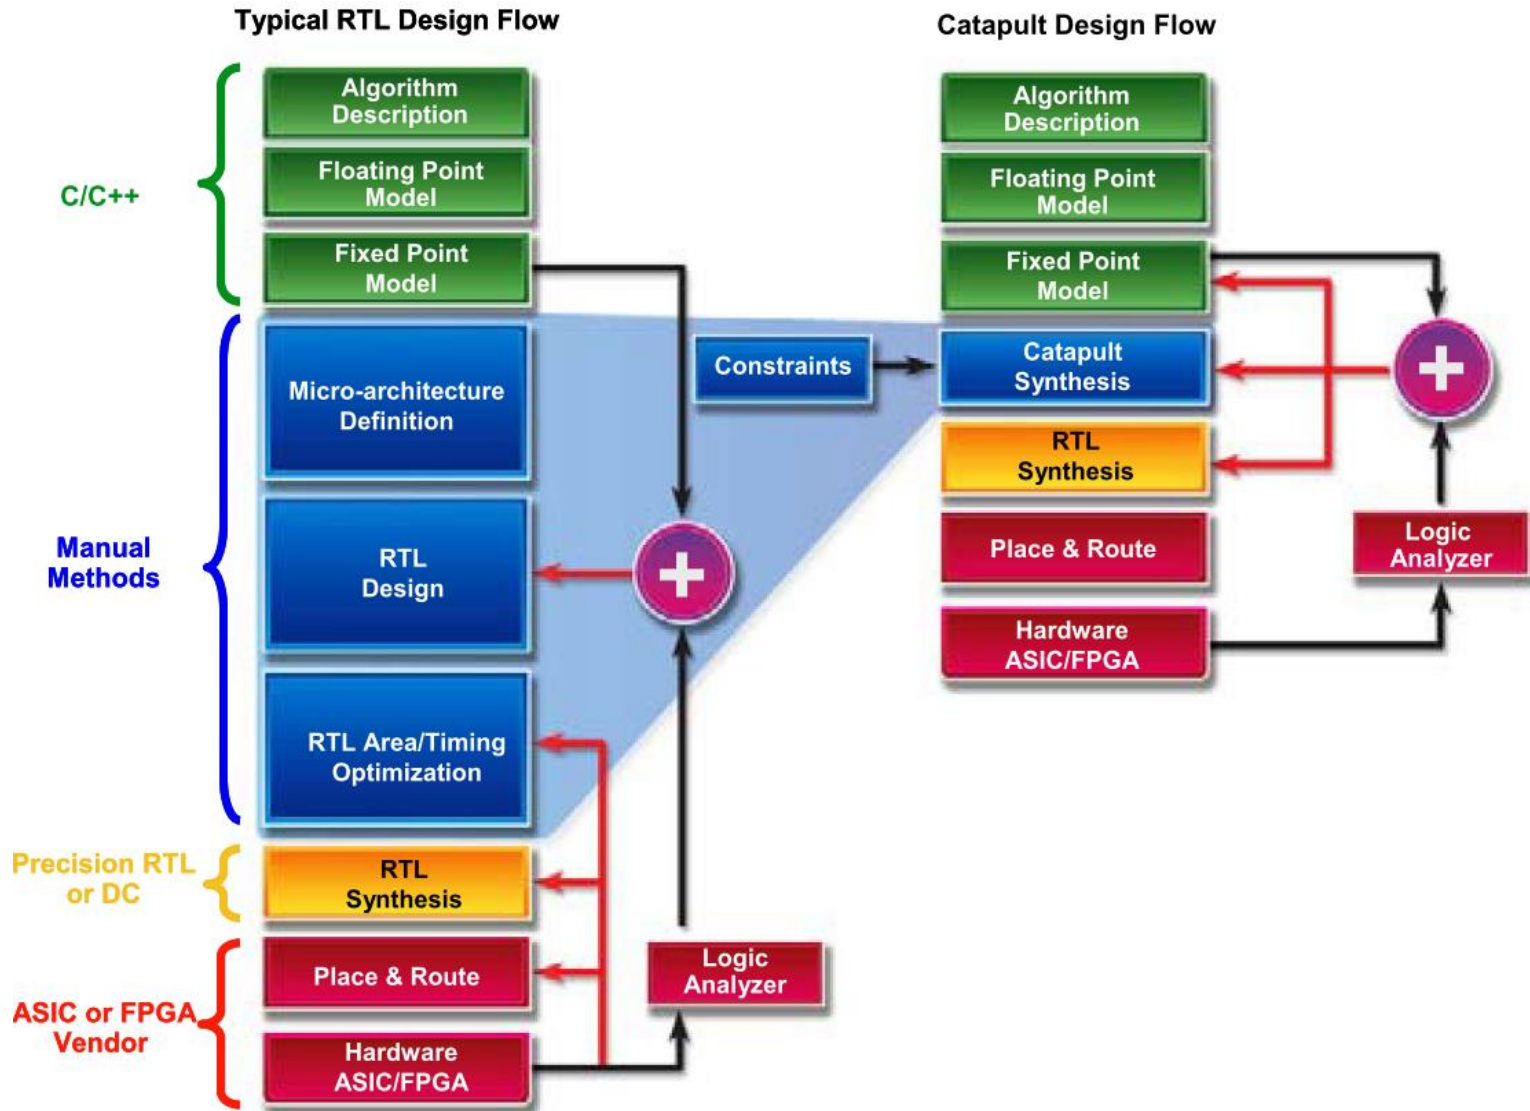 Typical RTL Design Flow
Algorithm
Description
Floating Point
Model
Fixed Point
Model
Micro-architecture
Definition
RTL
Design
RTL Area/Timing
Optimization
RTL
Synthesis
Place & Route
Hardware
ASIC/FPGA
C/C++
Manual
Methods
Precision RTL
or DC
ASIC or FPGA
Vendor
+
Logic
Analyzer
Catapult Design Flow
Algorithm
Description
Floating Point
Model
Fixed Point
Model
Constraints
Catapult
Synthesis
RTL
Synthesis
Place & Route
Hardware
ASIC/FPGA
+
Logic
Analyzer